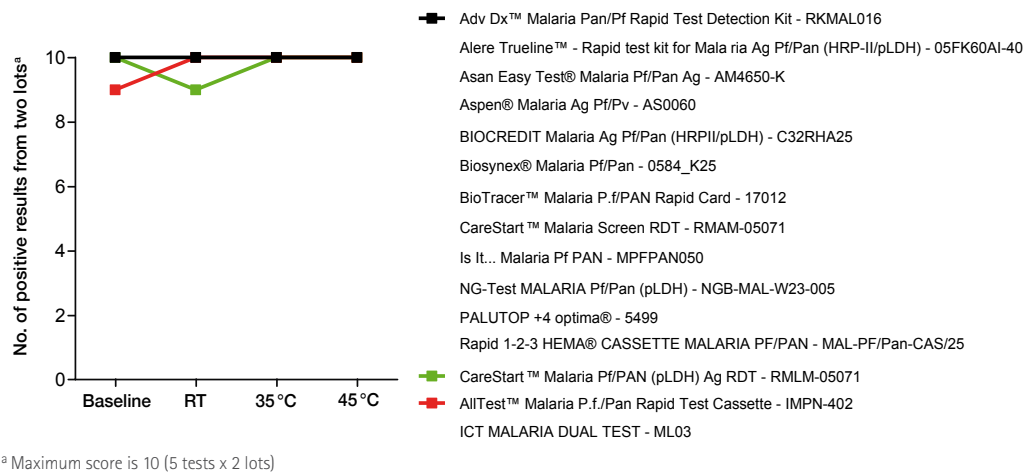 No. of positive results from two lotsᵃ
10
8
6
4
2
0
Baseline RT 35 °C 45 °C
Adv Dx™ Malaria Pan/Pf Rapid Test Detection Kit - RKMAL016
Alere Trueline™ - Rapid test kit for Mala ria Ag Pf/Pan (HRP-II/pLDH) - 05FK60AI-40
Asan Easy Test® Malaria Pf/Pan Ag - AM4650-K
Aspen® Malaria Ag Pf/Pv - AS0060
BIOCREDIT Malaria Ag Pf/Pan (HRPII/pLDH) - C32RHA25
Biosynex® Malaria Pf/Pan - 0584_K25
BioTracer™ Malaria P.f/PAN Rapid Card - 17012
CareStart™ Malaria Screen RDT - RMAM-05071
Is It... Malaria Pf PAN - MPFPAN050
NG-Test MALARIA Pf/Pan (pLDH) - NGB-MAL-W23-005
PALUTOP +4 optima® - 5499
Rapid 1-2-3 HEMA® CASSETTE MALARIA PF/PAN - MAL-PF/Pan-CAS/25
CareStart™ Malaria Pf/PAN (pLDH) Ag RDT - RMLM-05071
AllTest™ Malaria P.f./Pan Rapid Test Cassette - IMPN-402
ICT MALARIA DUAL TEST - ML03
ᵃ Maximum score is 10 (5 tests x 2 lots)